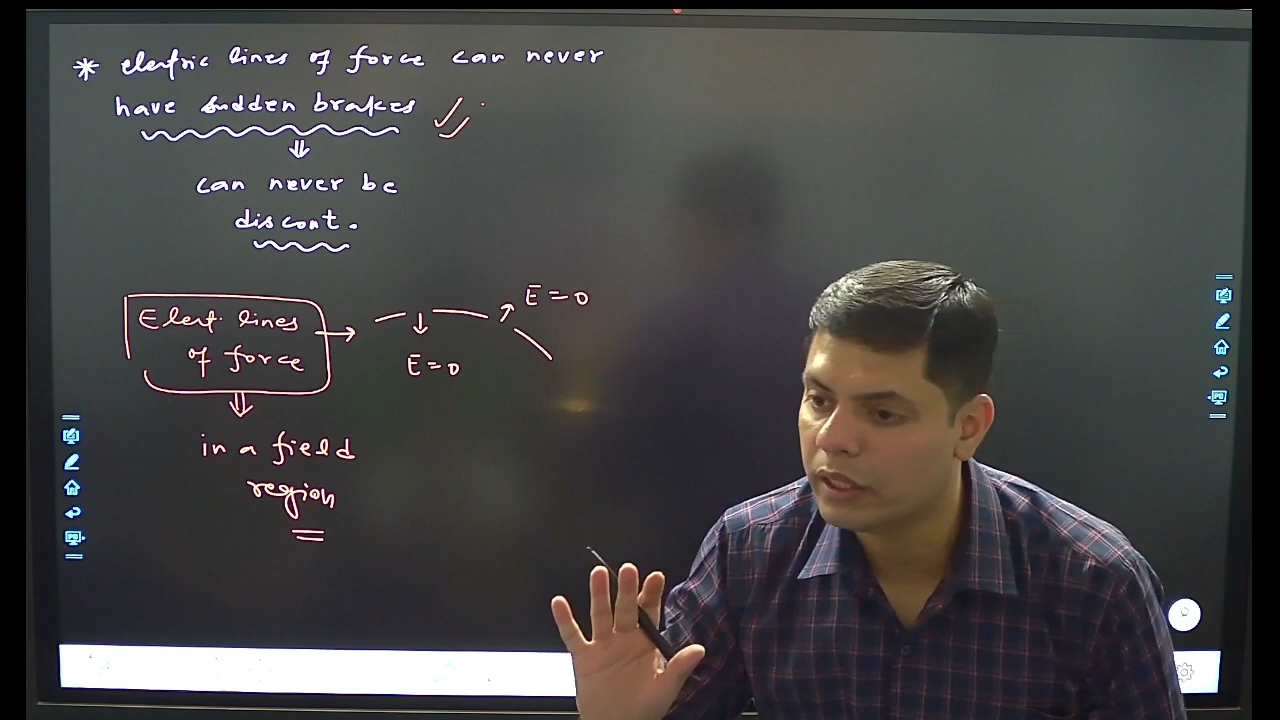 * electric lines of force can never
have sudden brakes
⇓
can never be
discont.
Elect lines
of force
→
E=0
E=0
⇓
in a field
region